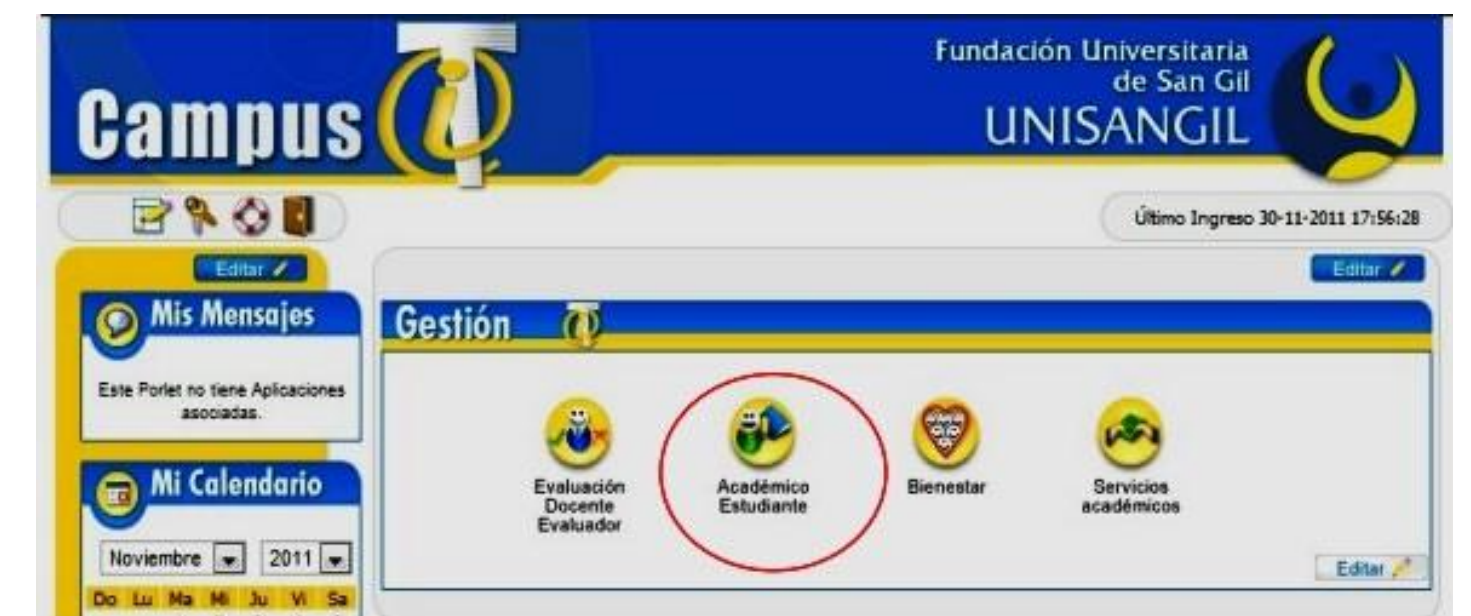 Campus
Fundación Universitaria
de San Gil
UNISANGIL
Último Ingreso 30-11-2011 17:56:28
Editar
Mis Mensajes
Este Porlet no tiene Aplicaciones
asociadas.
Mi Calendario
Noviembre 2011
Do Lu Ma Mi Ju Vi Sa
Editar
Gestión
Evaluación
Docente
Evaluador
Académico
Estudiante
Bienestar
Servicios
académicos
Editar